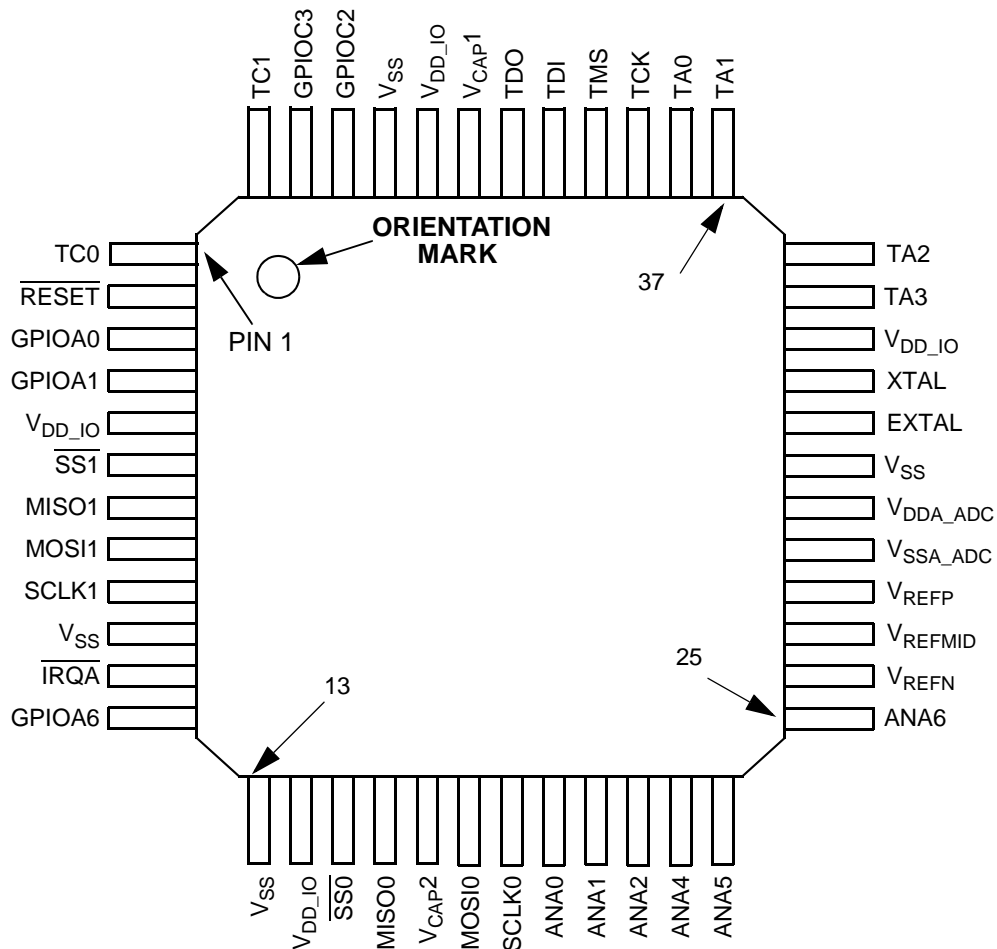 TC1
GPIOC3
GPIOC2
VSS
VDD_IO
VCAP1
TDO
TDI
TMS
TCK
TA0
TA1
ORIENTATION
MARK
PIN 1
37
TC0
RESET
GPIOA0
GPIOA1
VDD_IO
SS1
MISO1
MOSI1
SCLK1
VSS
IRQA
GPIOA6
TA2
TA3
VDD_IO
XTAL
EXTAL
VSS
VDDA_ADC
VSSA_ADC
VREFP
VREFMID
VREFN
ANA6
13
25
VSS
VDD_IO
SS0
MISO0
VCAP2
MOSI0
SCLK0
ANA0
ANA1
ANA2
ANA4
ANA5